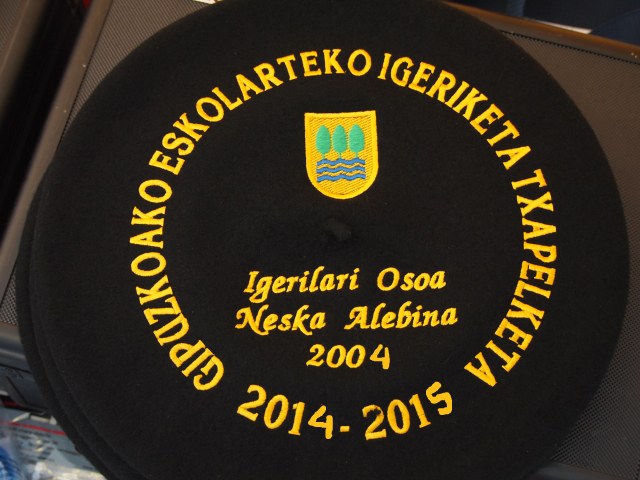 GIPUZKOAKO ESKOLARTEKO IGERIKETA TXAPELKETA
Igerilari Osoa
Neska Alebina
2004
2014-2015